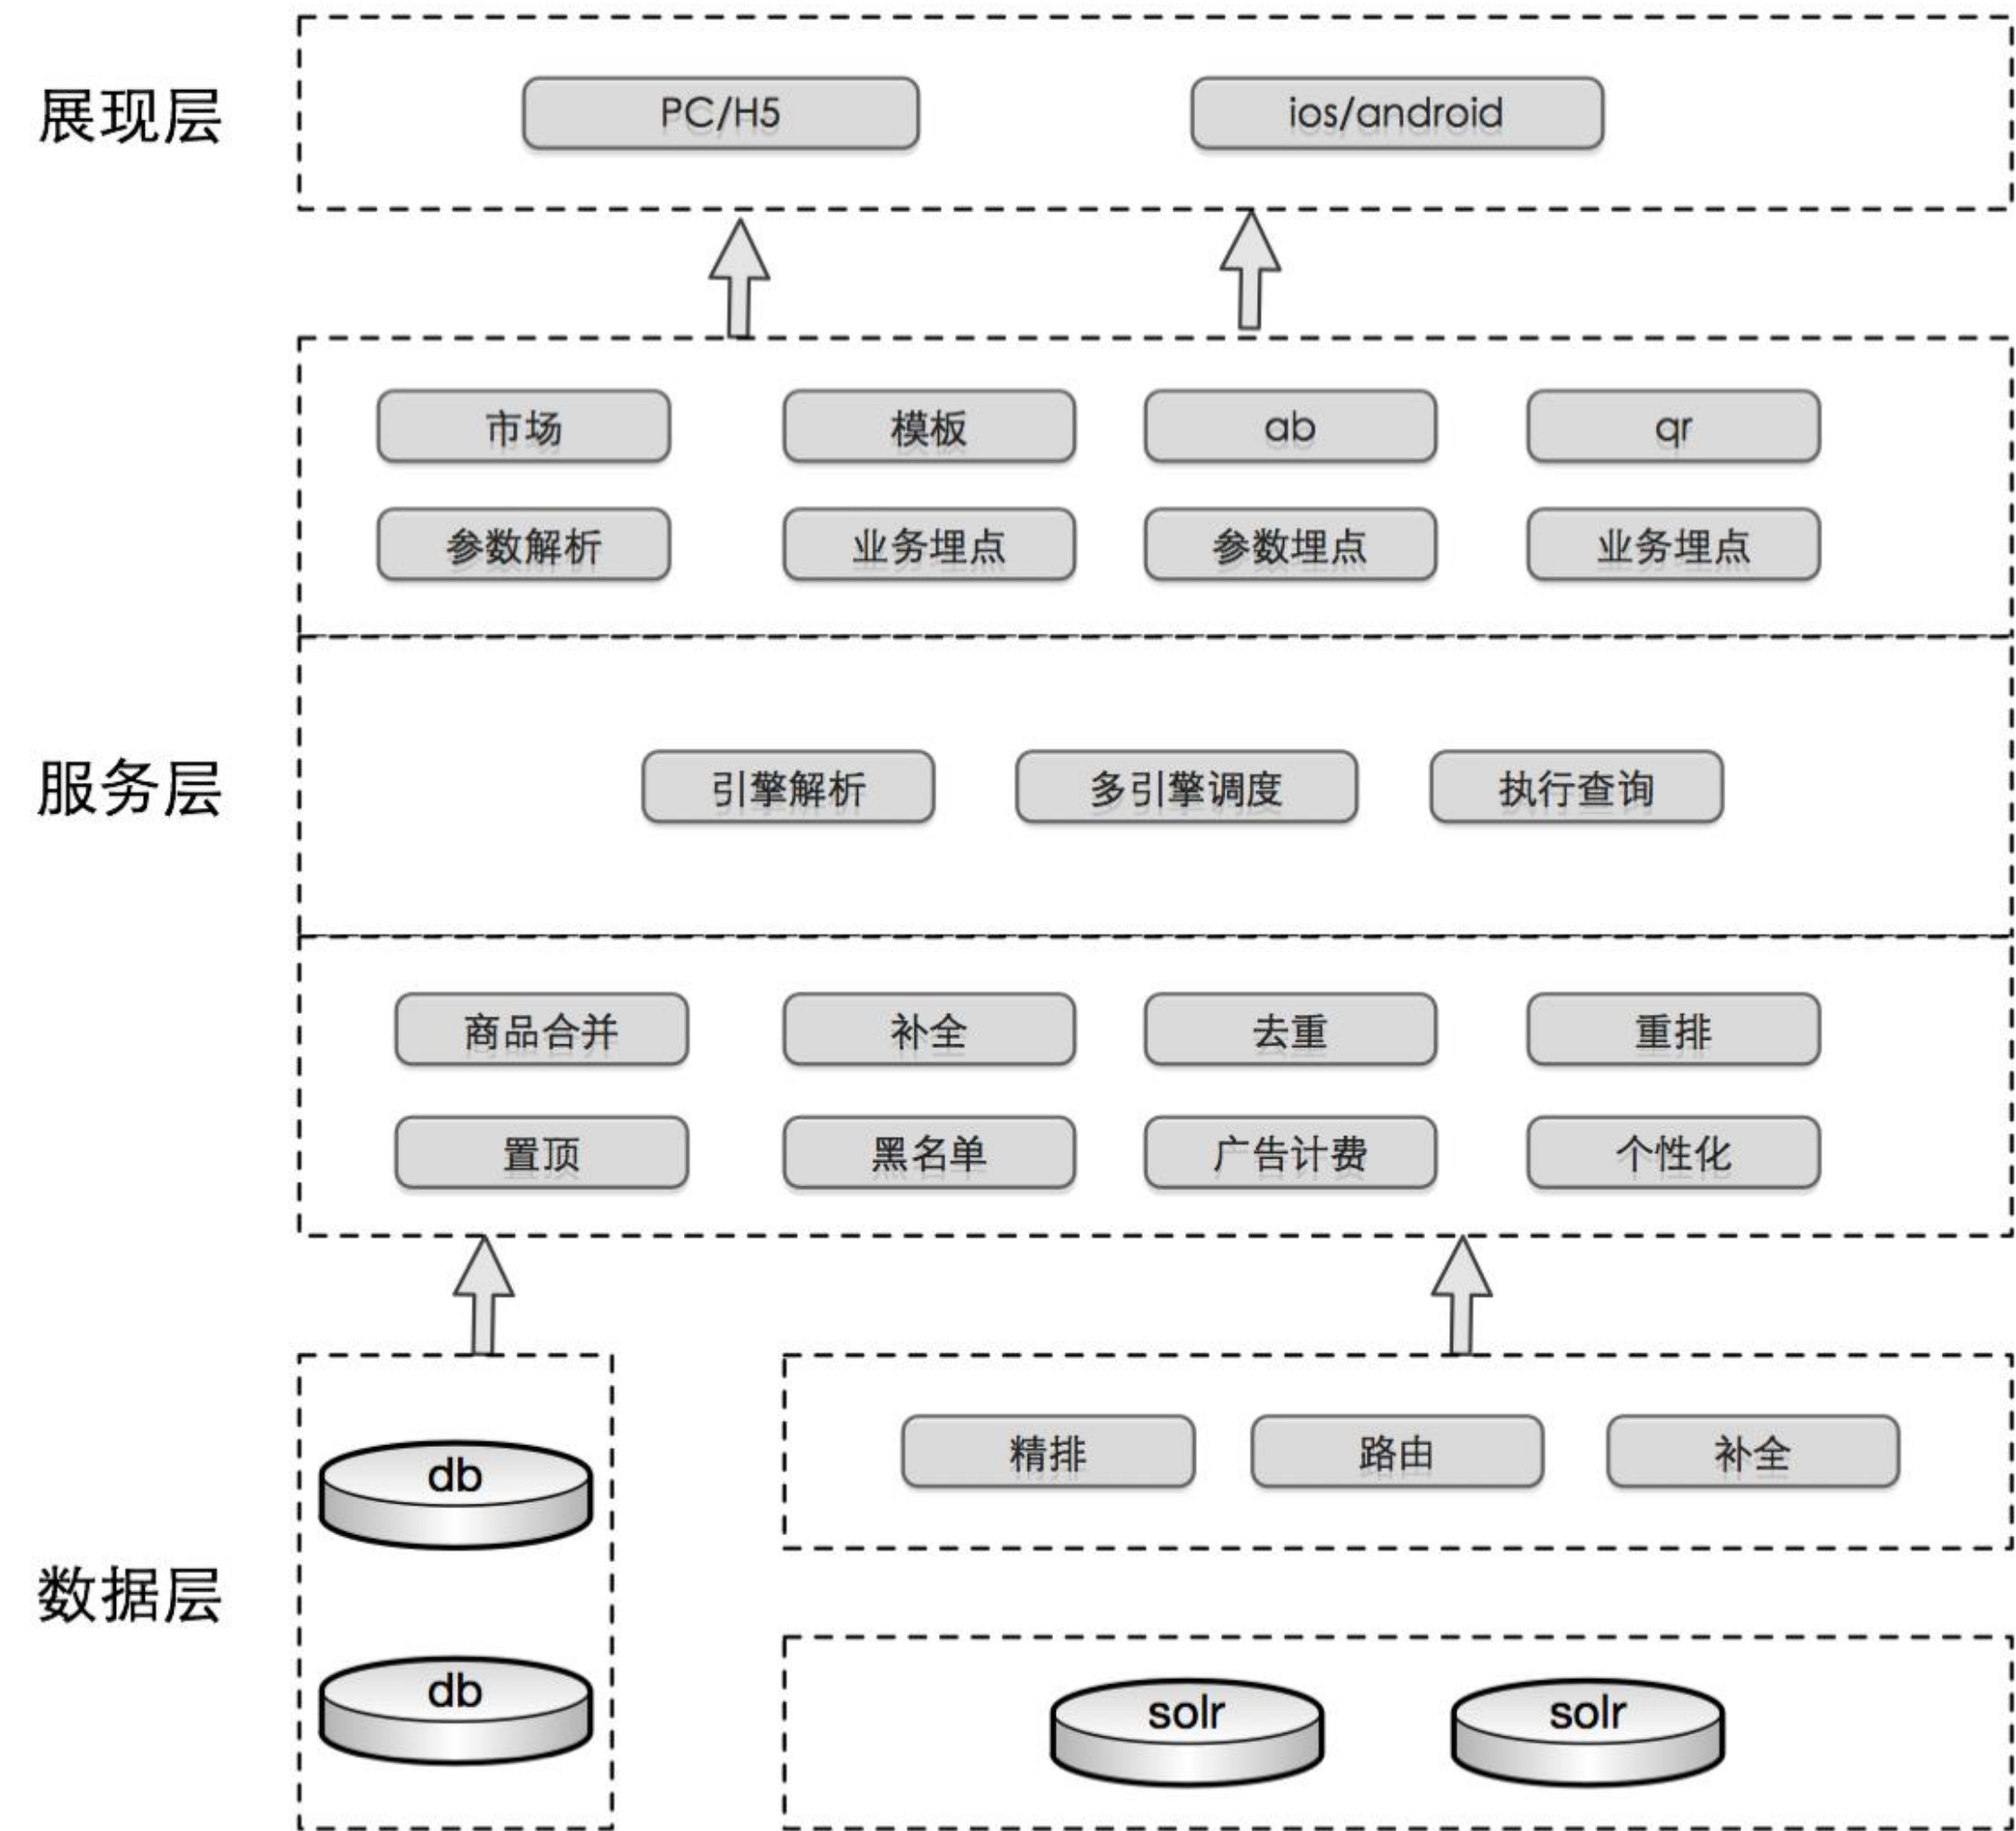 展现层
PC/H5
ios/android
市场
模板
ab
qr
参数解析
业务埋点
参数埋点
业务埋点
服务层
引擎解析
多引擎调度
执行查询
商品合并
补全
去重
重排
置顶
黑名单
广告计费
个性化
数据层
db
db
精排
路由
补全
solr
solr